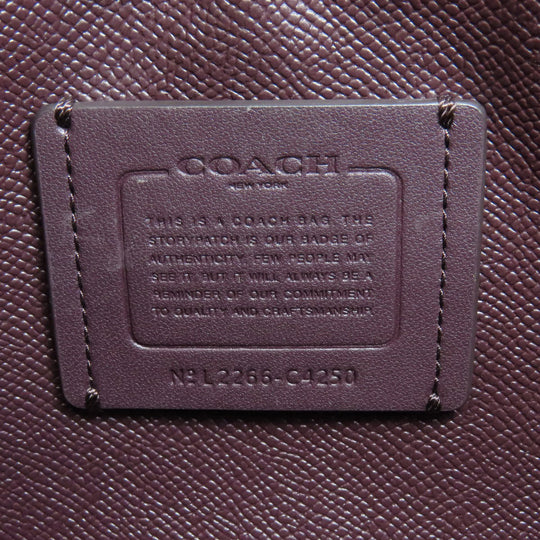 COACH
NEW YORK
THIS IS A COACH BAG. THE
STORYPATCH IS OUR BADGE OF
AUTHENTICITY. FEW PEOPLE MAY
SEE IT, BUT IT WILL ALWAYS BE A
REMINDER OF OUR COMMITMENT
TO QUALITY AND CRAFTSMANSHIP.
Nº L2266-C4250